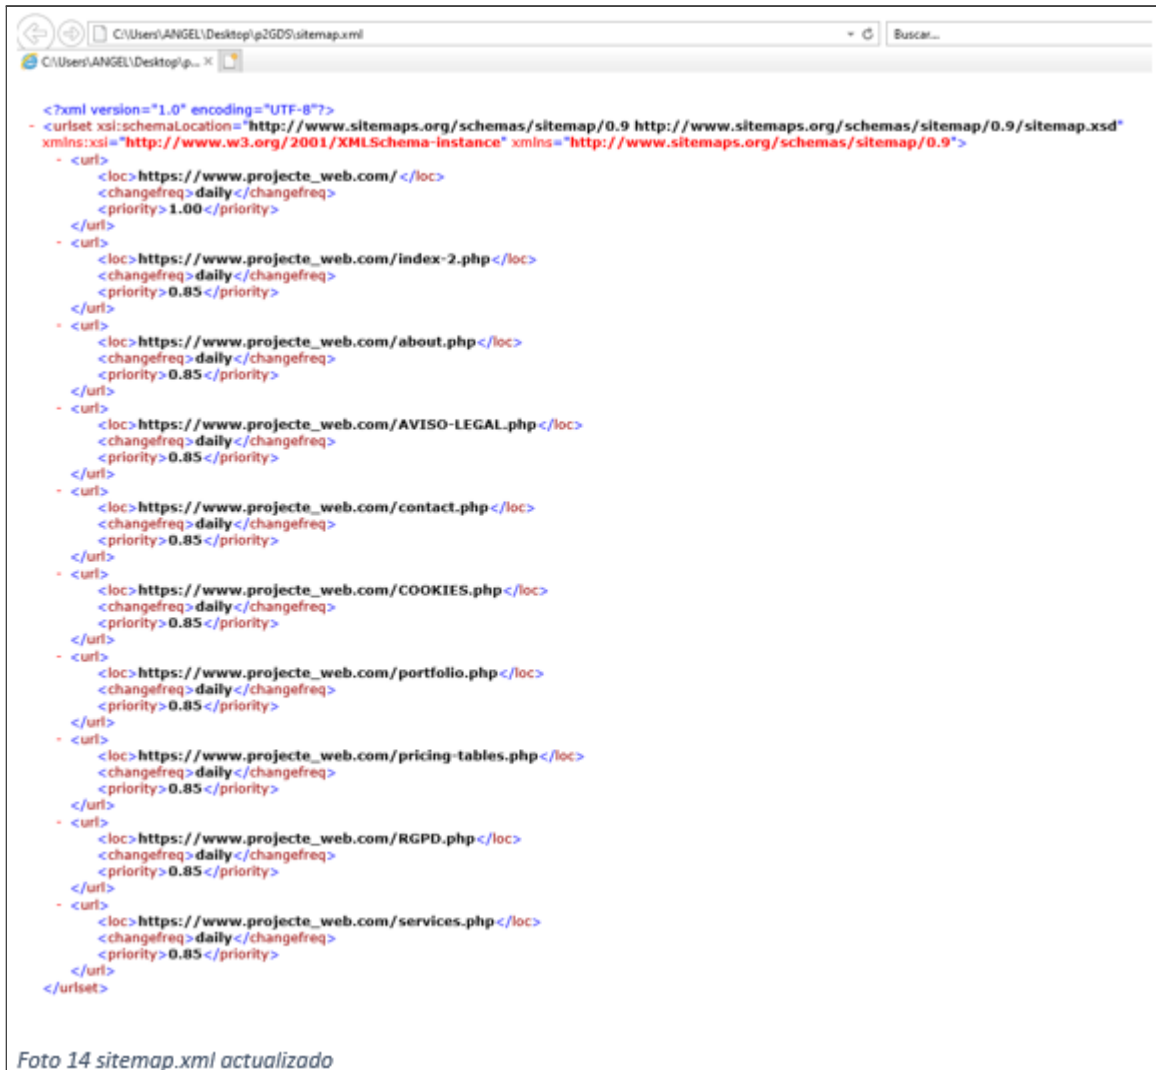 C:\Users\ANGEL\Desktop\p2GDS\sitemap.xml
Buscar...
C:\Users\ANGEL\Desktop\p...
<?xml version="1.0" encoding="UTF-8"?>
- <urlset xsi:schemaLocation="http://www.sitemaps.org/schemas/sitemap/0.9 http://www.sitemaps.org/schemas/sitemap/0.9/sitemap.xsd"
xmlns:xsi="http://www.w3.org/2001/XMLSchema-instance" xmlns="http://www.sitemaps.org/schemas/sitemap/0.9">
- <url>
<loc>https://www.projecte_web.com/</loc>
<changefreq>daily</changefreq>
<priority>1.00</priority>
</url>
- <url>
<loc>https://www.projecte_web.com/index-2.php</loc>
<changefreq>daily</changefreq>
<priority>0.85</priority>
</url>
- <url>
<loc>https://www.projecte_web.com/about.php</loc>
<changefreq>daily</changefreq>
<priority>0.85</priority>
</url>
- <url>
<loc>https://www.projecte_web.com/AVISO-LEGAL.php</loc>
<changefreq>daily</changefreq>
<priority>0.85</priority>
</url>
- <url>
<loc>https://www.projecte_web.com/contact.php</loc>
<changefreq>daily</changefreq>
<priority>0.85</priority>
</url>
- <url>
<loc>https://www.projecte_web.com/COOKIES.php</loc>
<changefreq>daily</changefreq>
<priority>0.85</priority>
</url>
- <url>
<loc>https://www.projecte_web.com/portfolio.php</loc>
<changefreq>daily</changefreq>
<priority>0.85</priority>
</url>
- <url>
<loc>https://www.projecte_web.com/pricing-tables.php</loc>
<changefreq>daily</changefreq>
<priority>0.85</priority>
</url>
- <url>
<loc>https://www.projecte_web.com/RGPD.php</loc>
<changefreq>daily</changefreq>
<priority>0.85</priority>
</url>
- <url>
<loc>https://www.projecte_web.com/services.php</loc>
<changefreq>daily</changefreq>
<priority>0.85</priority>
</url>
</urlset>
Foto 14 sitemap.xml actualizado